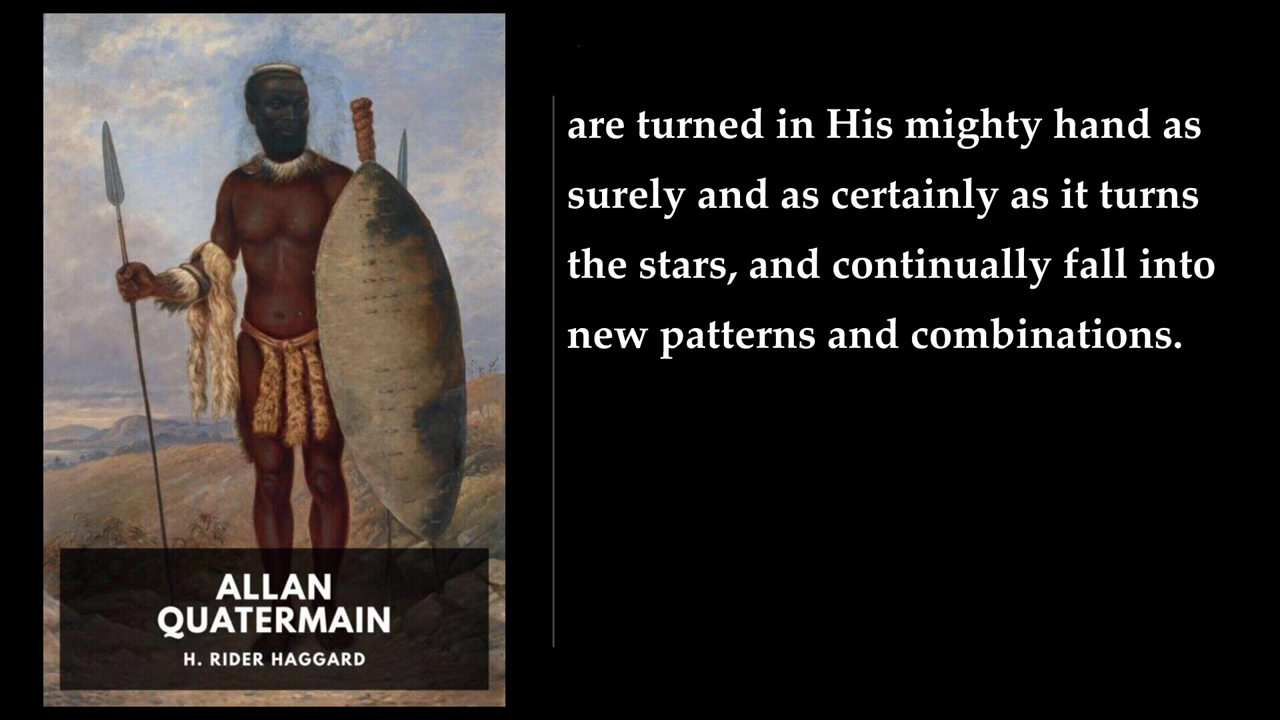 ALLAN
QUATERMAIN
H. RIDER HAGGARD
are turned in His mighty hand as
surely and as certainly as it turns
the stars, and continually fall into
new patterns and combinations.